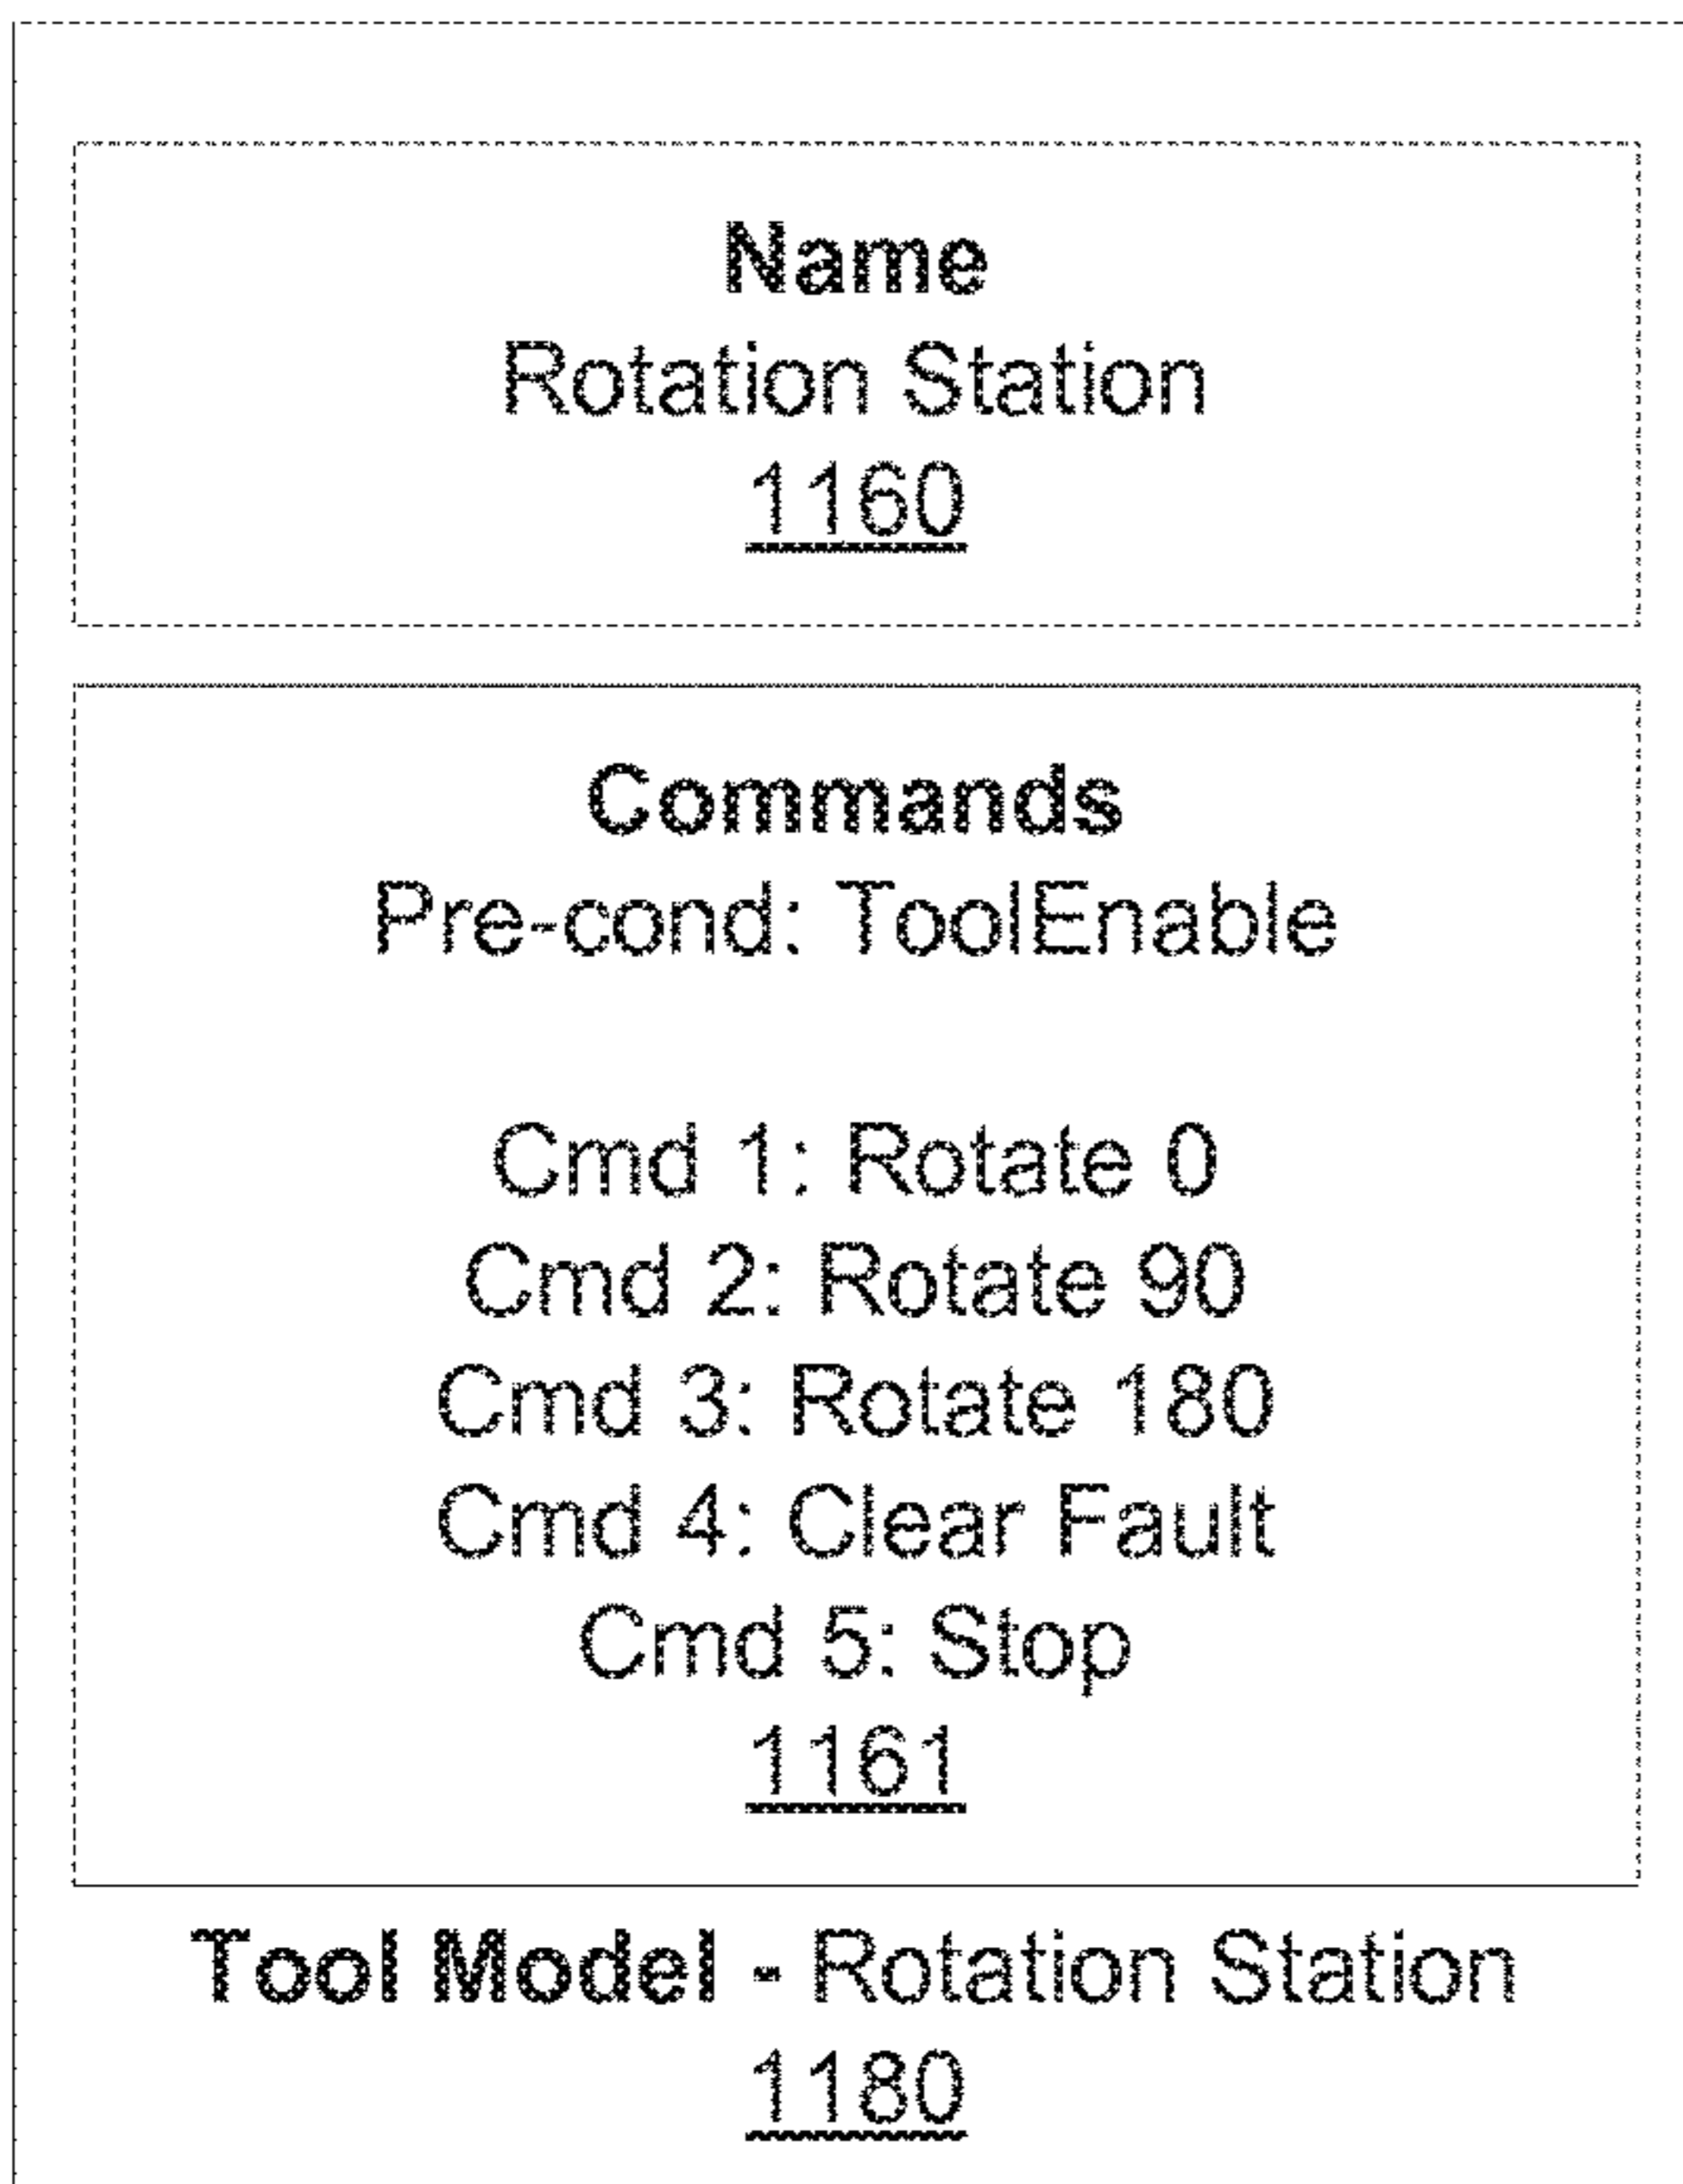 Name
Rotation Station
1160
Commands
Pre-cond: ToolEnable
Cmd 1: Rotate 0
Cmd 2: Rotate 90
Cmd 3: Rotate 180
Cmd 4: Clear Fault
Cmd 5: Stop
1161
Tool Model - Rotation Station
1180